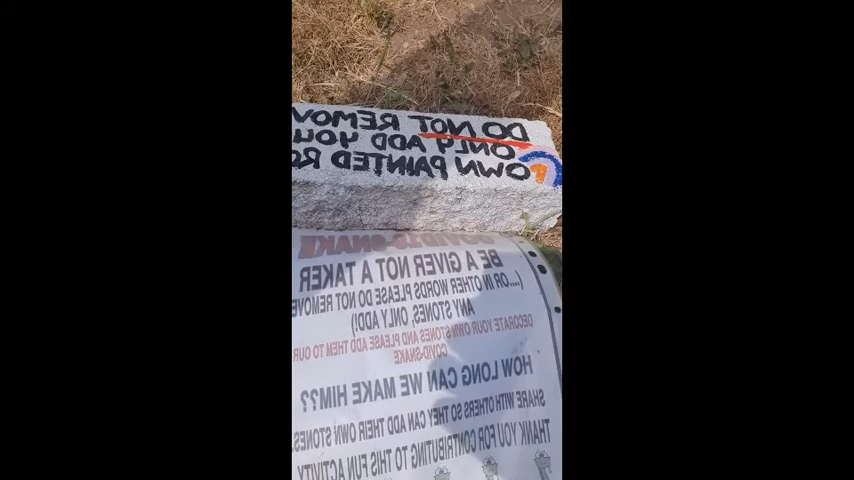 DO NOT REMOV
ONLY ADD YOU
OWN PAINTED RO
COVID19-SNAKE
BE A GIVER NOT A TAKER
(...OR IN OTHER WORDS PLEASE DO NOT REMOVE
ANY STONES, ONLY ADD!)
DECORATE YOUR OWN STONES AND PLEASE ADD THEM TO OUR
COVID-SNAKE
HOW LONG CAN WE MAKE HIM??
SHARE WITH OTHERS SO THEY CAN ADD THEIR OWN STONES.
THANK YOU FOR CONTRIBUTING TO THIS FUN ACTIVITY